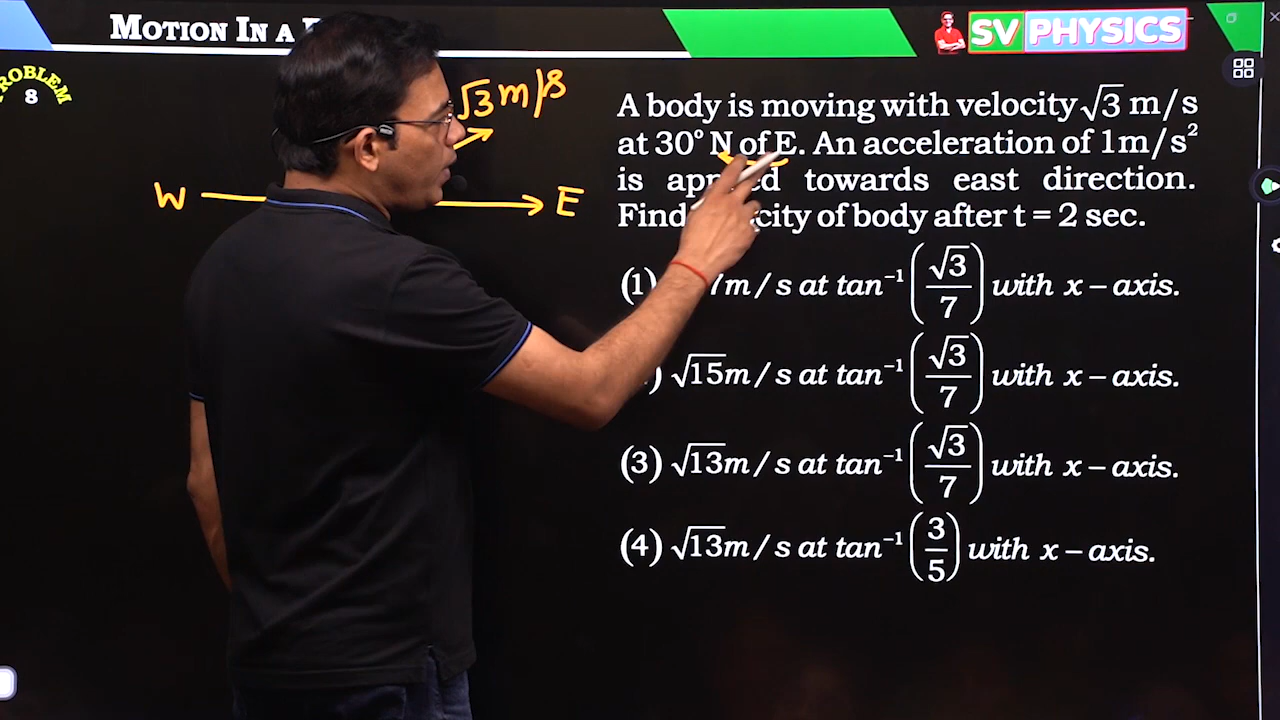 MOTION IN A
SV PHYSICS
PROBLEM
8
√3 m/s
W
E
A body is moving with velocity √3 m/s
at 30° N of E. An acceleration of 1m/s²
is applied towards east direction.
Find of body after t = 2 sec.
(1) m/s at tan⁻¹ (√3/7) with x – axis.
√15m/s at tan⁻¹ (√3/7) with x – axis.
(3) √13m/s at tan⁻¹ (√3/7) with x – axis.
(4) √13m/s at tan⁻¹ (3/5) with x – axis.